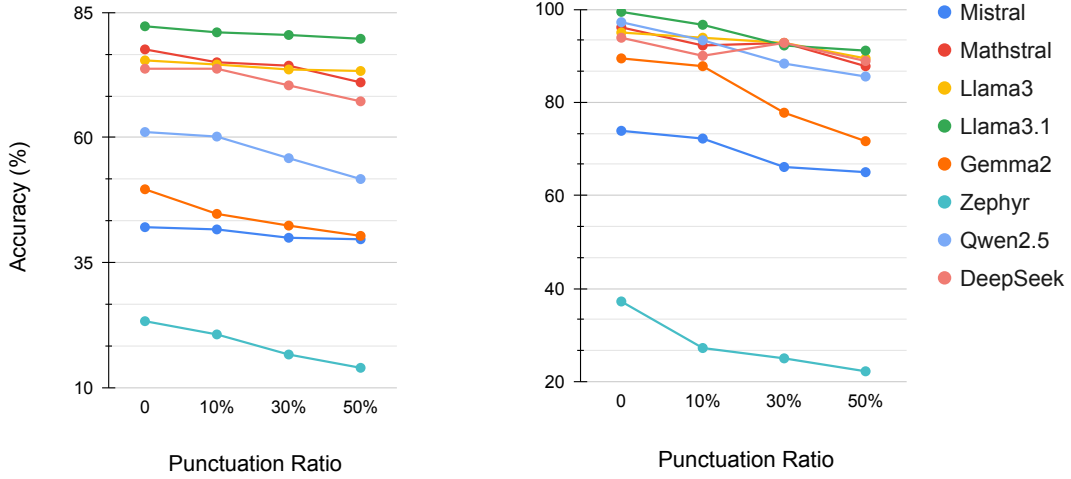 Accuracy (%)
85
60
35
10
0
10%
30%
50%
Punctuation Ratio
100
80
60
40
20
0
10%
30%
50%
Punctuation Ratio
Mistral
Mathstral
Llama3
Llama3.1
Gemma2
Zephyr
Qwen2.5
DeepSeek